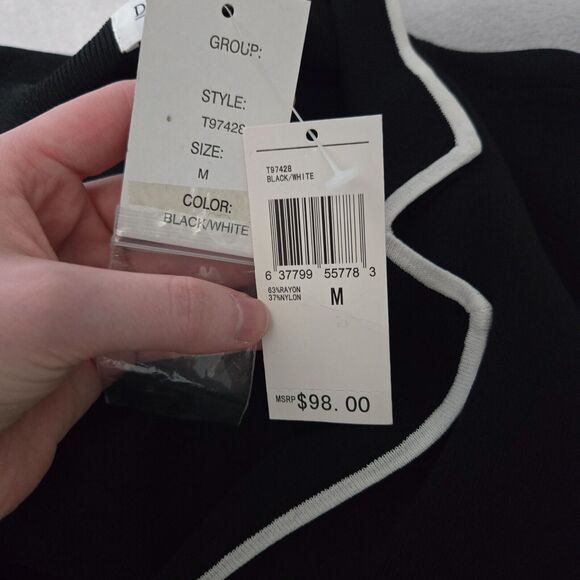 D
GROUP:
STYLE:
T97428
SIZE:
M
COLOR:
BLACK/WHITE
T97428
BLACK/WHITE
6 37799 55778 3
63%RAYON
37%NYLON
M
MSRP $98.00